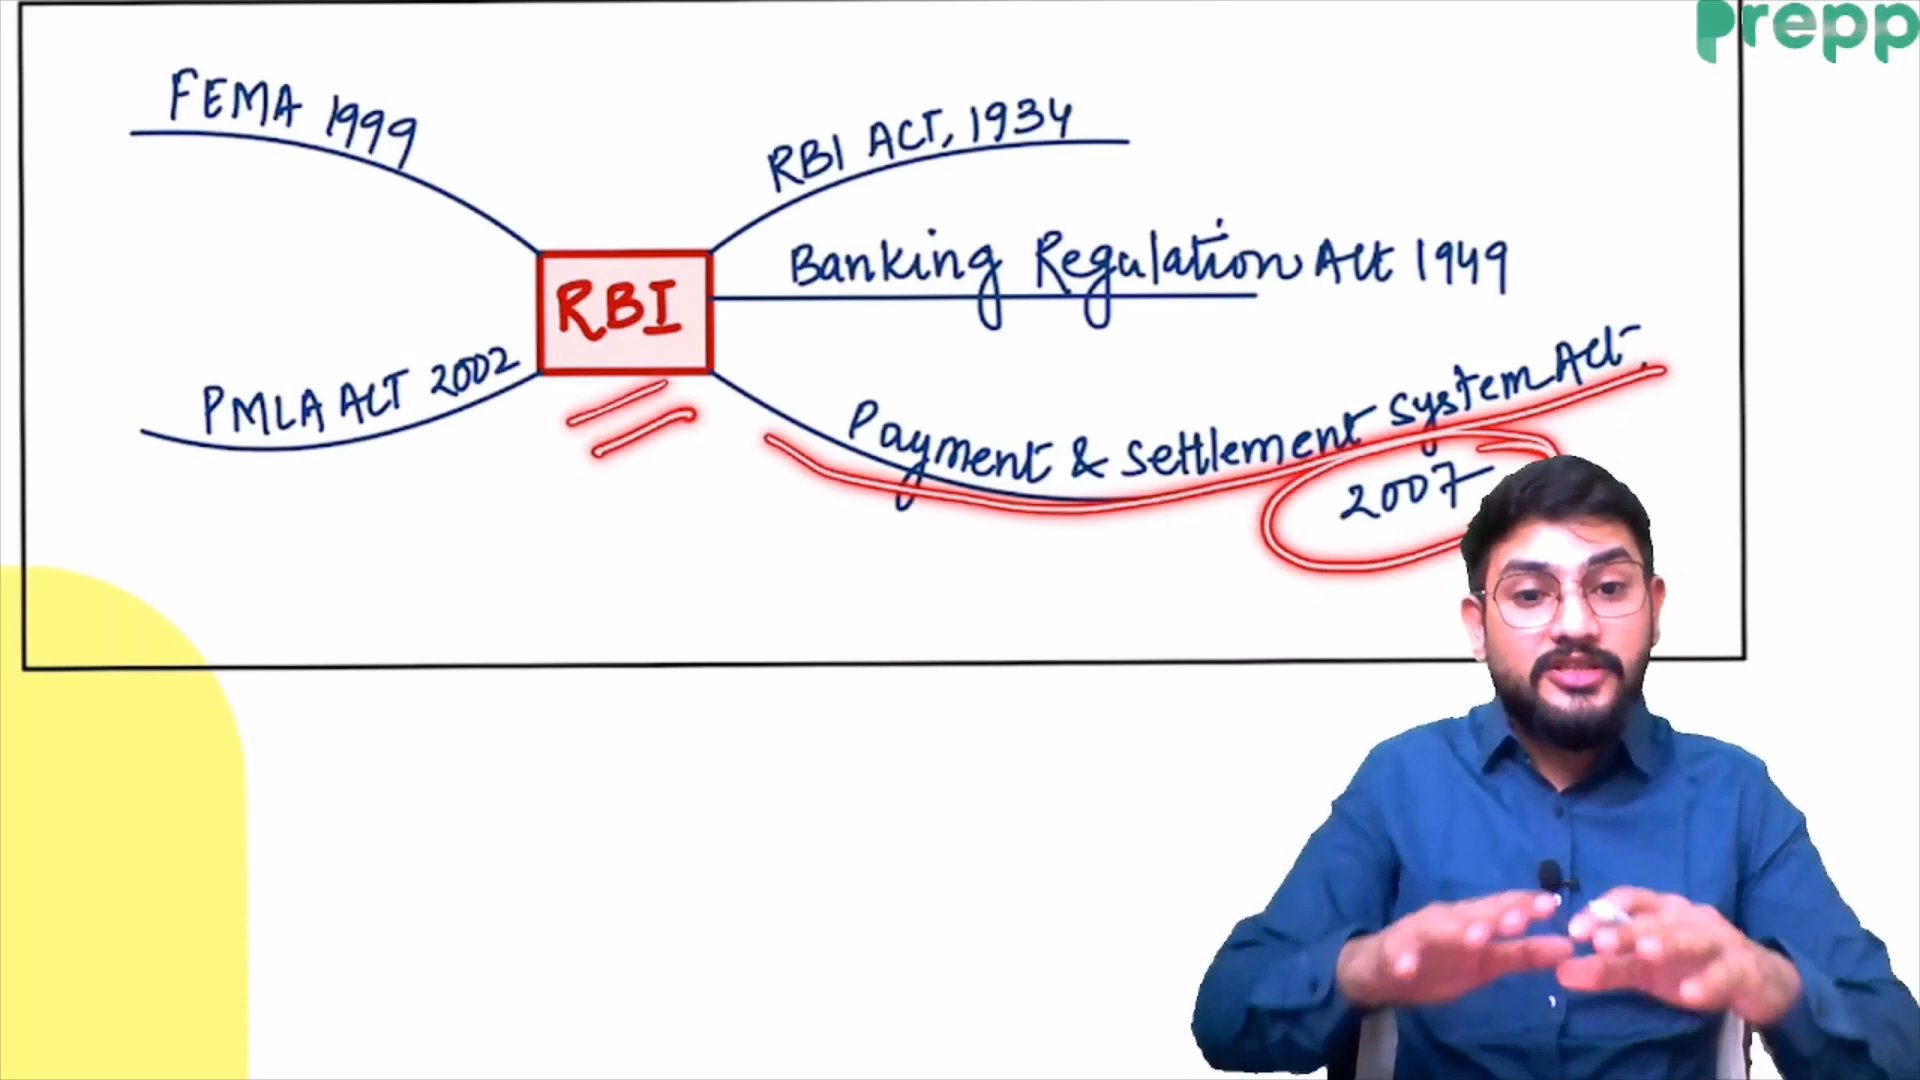 prepp
FEMA 1999
RBI ACT, 1934
Banking Regulation Act 1949
RBI
PMLA ACT 2002
Payment & Settlement System Act.
2007